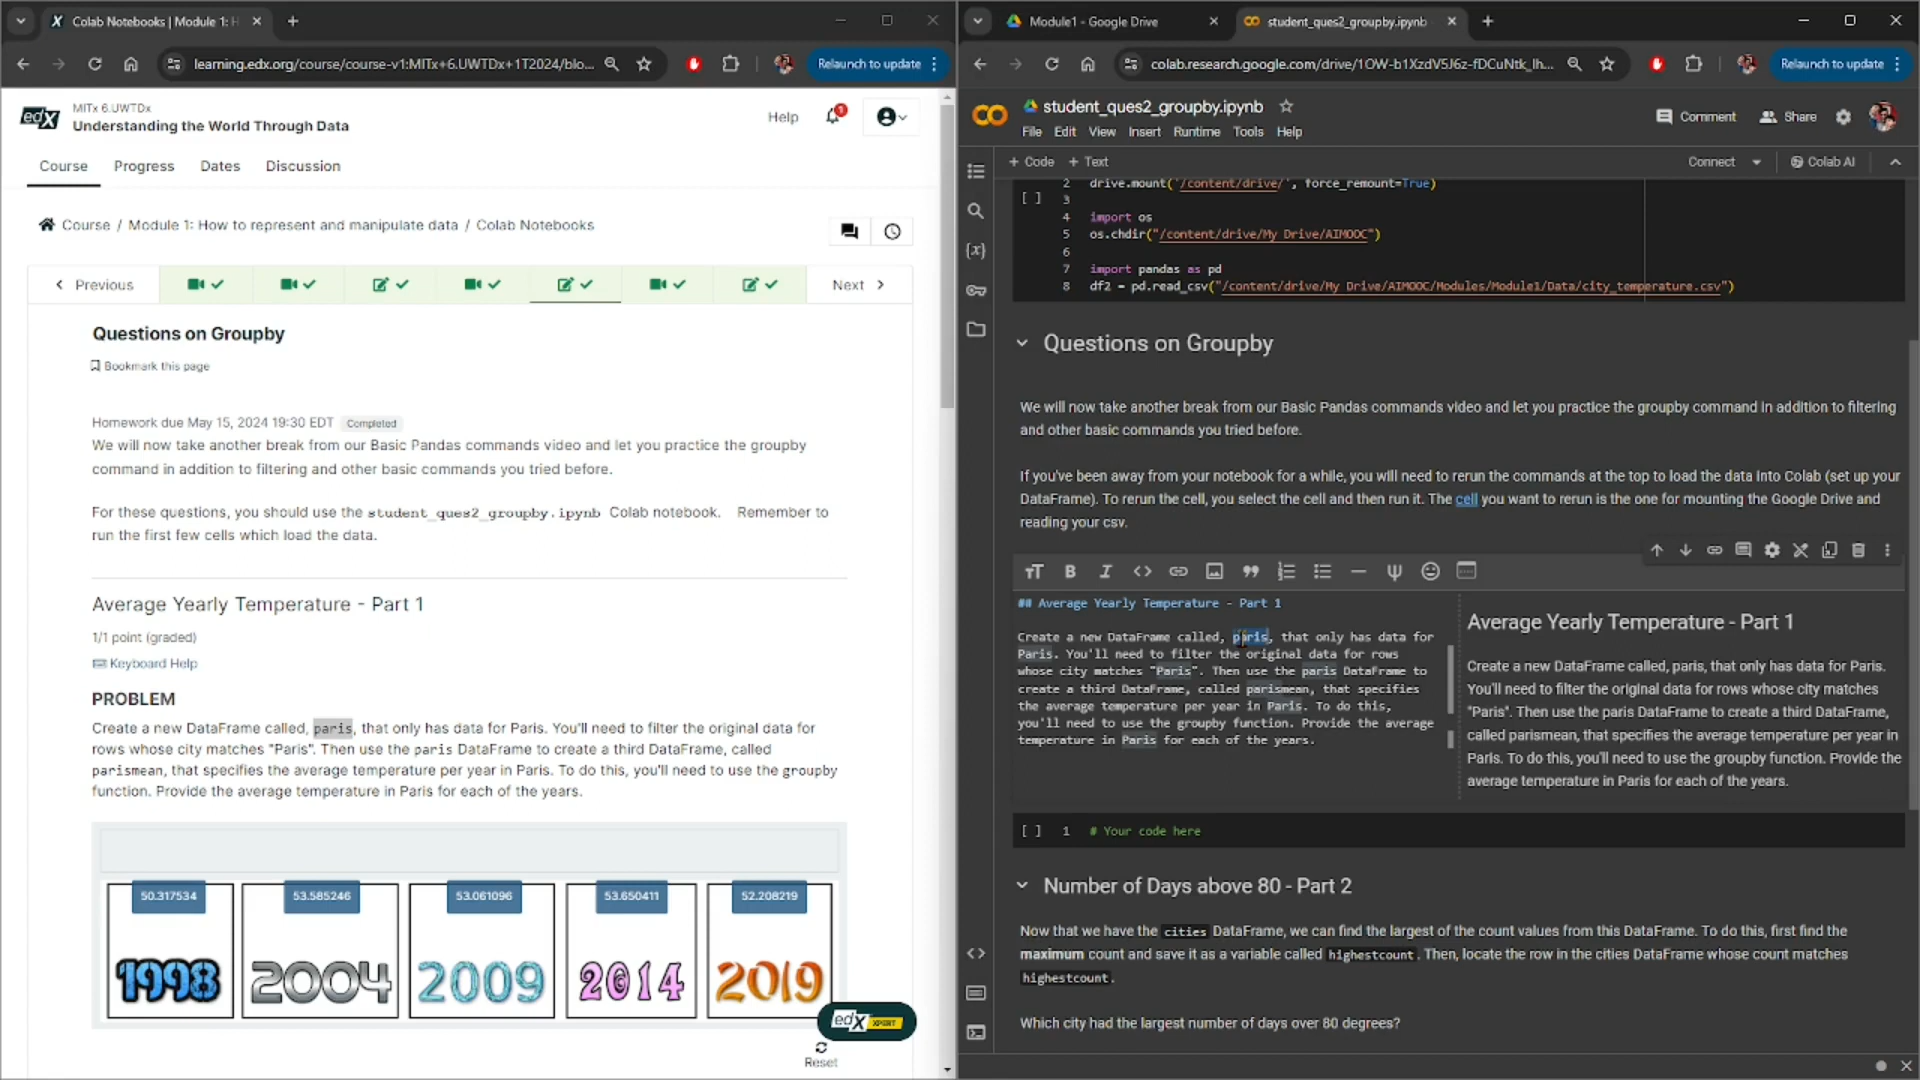 Colab Notebooks | Module 1: H
learning.edx.org/course/course-v1:MITx+6.UWTDx+1T2024/blo...
Relaunch to update
edX
MITx 6.UWTDx
Understanding the World Through Data
Help
1
Course
Progress
Dates
Discussion
Course / Module 1: How to represent and manipulate data / Colab Notebooks
Previous
Next
Questions on Groupby
Bookmark this page
Homework due May 15, 2024 19:30 EDT Completed
We will now take another break from our Basic Pandas commands video and let you practice the groupby
command in addition to filtering and other basic commands you tried before.
For these questions, you should use the student_ques2_groupby.ipynb Colab notebook. Remember to
run the first few cells which load the data.
Average Yearly Temperature - Part 1
1/1 point (graded)
Keyboard Help
PROBLEM
Create a new DataFrame called, paris, that only has data for Paris. You'll need to filter the original data for
rows whose city matches "Paris". Then use the paris DataFrame to create a third DataFrame, called
parismean, that specifies the average temperature per year in Paris. To do this, you'll need to use the groupby
function. Provide the average temperature in Paris for each of the years.
50.317534
53.585246
53.061096
53.650411
52.208219
1998
2004
2009
2014
2019
edX XPERT
Reset
Module1 - Google Drive
student_ques2_groupby.ipynb
colab.research.google.com/drive/1OW-b1XzdV5J6z-fDCuNtk_lh...
Relaunch to update
student_ques2_groupby.ipynb
File Edit View Insert Runtime Tools Help
Comment
Share
+ Code + Text
Connect
Colab AI
2 drive.mount('/content/drive/', force_remount=True)
[ ] 3
4 import os
5 os.chdir("/content/drive/My Drive/AIMOOC")
6
7 import pandas as pd
8 df2 = pd.read_csv("/content/drive/My Drive/AIMOOC/Modules/Module1/Data/city_temperature.csv")
Questions on Groupby
We will now take another break from our Basic Pandas commands video and let you practice the groupby command in addition to filtering
and other basic commands you tried before.
If you've been away from your notebook for a while, you will need to rerun the commands at the top to load the data into Colab (set up your
DataFrame). To rerun the cell, you select the cell and then run it. The cell you want to rerun is the one for mounting the Google Drive and
reading your csv.
## Average Yearly Temperature - Part 1
Create a new DataFrame called, paris, that only has data for
Paris. You'll need to filter the original data for rows
whose city matches "Paris". Then use the paris DataFrame to
create a third DataFrame, called parismean, that specifies
the average temperature per year in Paris. To do this,
you'll need to use the groupby function. Provide the average
temperature in Paris for each of the years.
Average Yearly Temperature - Part 1
Create a new DataFrame called, paris, that only has data for Paris.
You'll need to filter the original data for rows whose city matches
"Paris". Then use the paris DataFrame to create a third DataFrame,
called parismean, that specifies the average temperature per year in
Paris. To do this, you'll need to use the groupby function. Provide the
average temperature in Paris for each of the years.
[ ] 1 # Your code here
Number of Days above 80 - Part 2
Now that we have the cities DataFrame, we can find the largest of the count values from this DataFrame. To do this, first find the
maximum count and save it as a variable called highestcount. Then, locate the row in the cities DataFrame whose count matches
highestcount.
Which city had the largest number of days over 80 degrees?